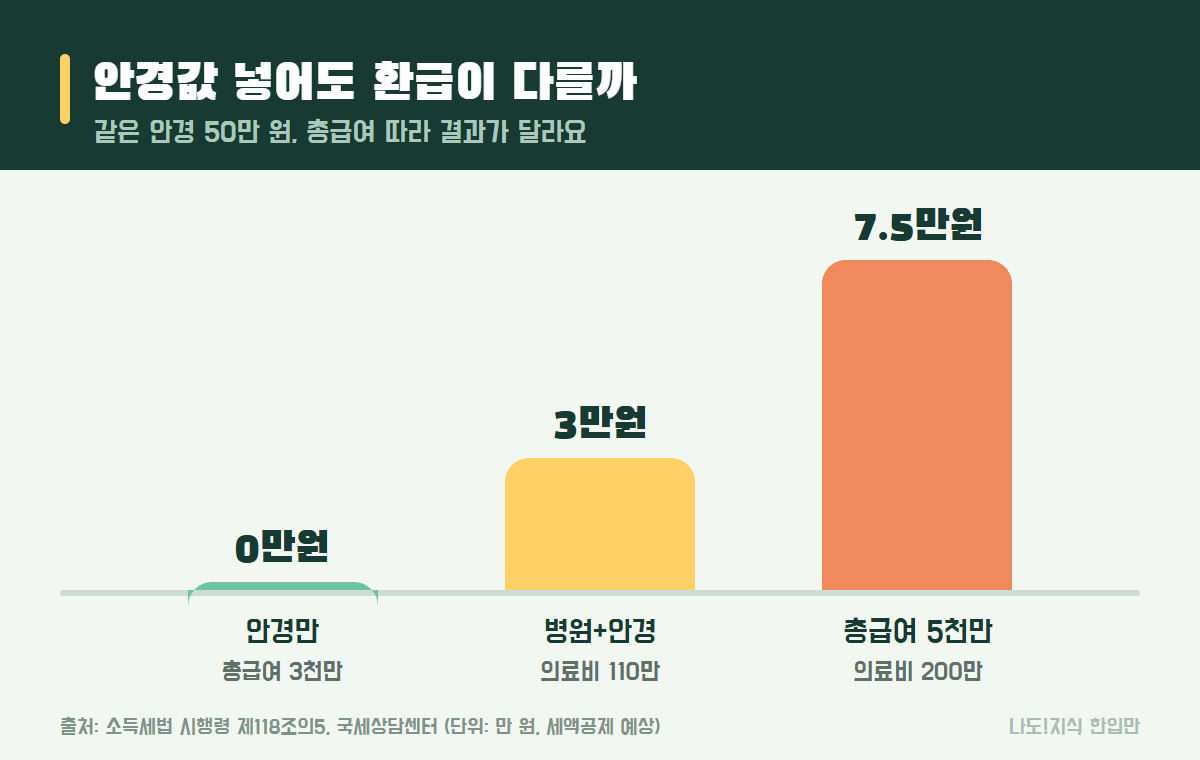 안경값 넣어도 환급이 다를까
같은 안경 50만 원, 총급여 따라 결과가 달라요
7.5만원
3만원
0만원
안경만
병원+안경
총급여 5천만
총급여 3천만
의료비 110만
의료비 200만
출처: 소득세법 시행령 제118조의5, 국세상담센터 (단위: 만 원, 세액공제 예상)
나도!지식 한입만